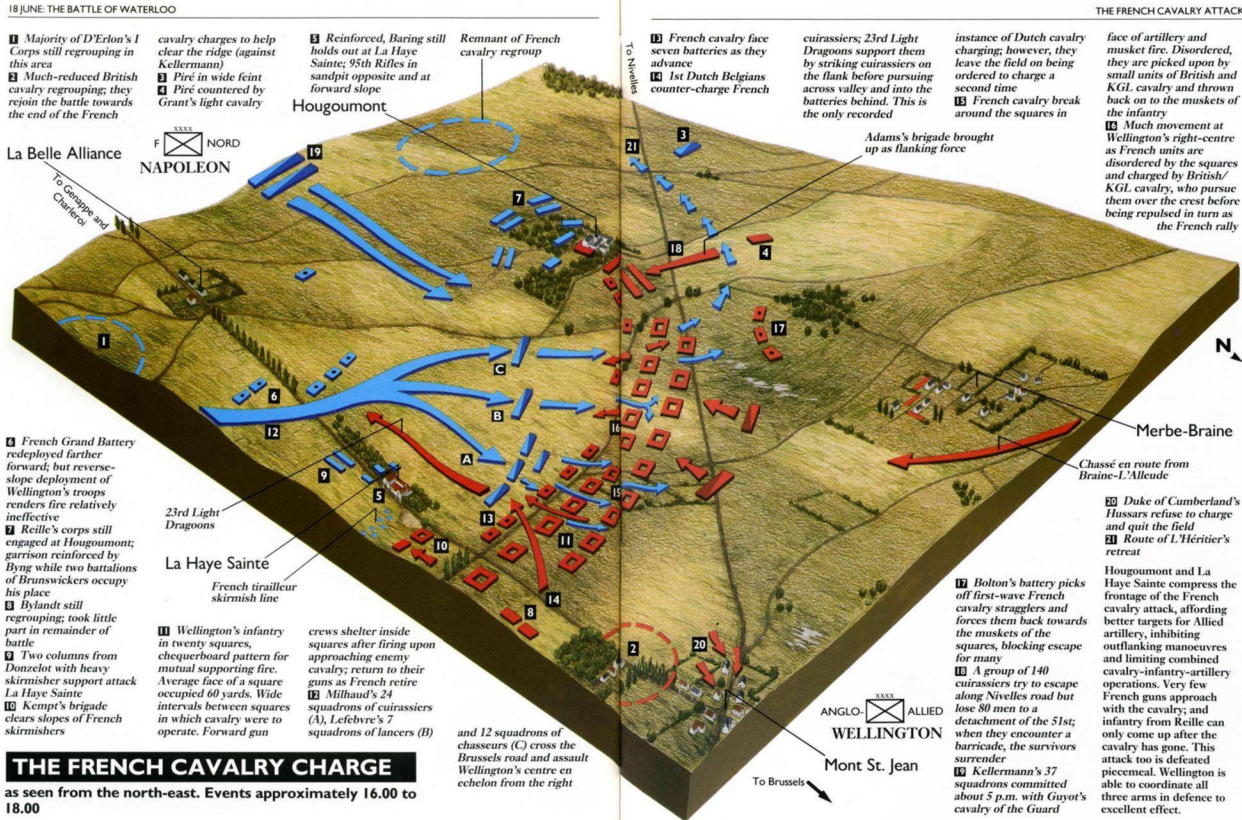 18 JUNE: THE BATTLE OF WATERLOO
THE FRENCH CAVALRY ATTACK
1 Majority of D'Erlon's I
Corps still regrouping in
this area
2 Much-reduced British
cavalry regrouping; they
rejoin the battle towards
the end of the French
cavalry charges to help
clear the ridge (against
Kellermann)
3 Piré in wide feint
4 Piré countered by
Grant's light cavalry
5 Reinforced, Baring still
holds out at La Haye
Sainte; 95th Rifles in
sandpit opposite and at
forward slope
Remnant of French
cavalry regroup
To Nivelles
13 French cavalry face
seven batteries as they
advance
14 1st Dutch Belgians
counter-charge French
cuirassiers; 23rd Light
Dragoons support them
by striking cuirassiers on
the flank before pursuing
across valley and into the
batteries behind. This is
the only recorded
instance of Dutch cavalry
charging; however, they
leave the field on being
ordered to charge a
second time
15 French cavalry break
around the squares in
face of artillery and
musket fire. Disordered,
they are picked upon by
small units of British and
KGL cavalry and thrown
back on to the muskets of
the infantry
16 Much movement at
Wellington's right-centre
as French units are
disordered by the squares
and charged by British/
KGL cavalry, who pursue
them over the crest before
being repulsed in turn as
the French rally
Hougoumont
Adams's brigade brought
up as flanking force
La Belle Alliance
XXXX
F NORD
NAPOLEON
To Genappe and
Charleroi
19
21
3
7
18
4
1
17
C
N
6
B
12
16
A
Merbe-Braine
Chassé en route from
Braine-L'Alleude
9
5
15
13
11
10
14
8
2
20
23rd Light
Dragoons
La Haye Sainte
French tirailleur
skirmish line
6 French Grand Battery
redeployed farther
forward; but reverse-
slope deployment of
Wellington's troops
renders fire relatively
ineffective
7 Reille's corps still
engaged at Hougoumont;
garrison reinforced by
Byng while two battalions
of Brunswickers occupy
his place
8 Bylandt still
regrouping; took little
part in remainder of
battle
9 Two columns from
Donzelot with heavy
skirmisher support attack
La Haye Sainte
10 Kempt's brigade
clears slopes of French
skirmishers
11 Wellington's infantry
in twenty squares,
chequerboard pattern for
mutual supporting fire.
Average face of a square
occupied 60 yards. Wide
intervals between squares
in which cavalry were to
operate. Forward gun
crews shelter inside
squares after firing upon
approaching enemy
cavalry; return to their
guns as French retire
12 Milhaud's 24
squadrons of cuirassiers
(A), Lefebvre's 7
squadrons of lancers (B)
and 12 squadrons of
chasseurs (C) cross the
Brussels road and assault
Wellington's centre en
echelon from the right
XXXX
ANGLO- ALLIED
WELLINGTON
Mont St. Jean
To Brussels
17 Bolton's battery picks
off first-wave French
cavalry stragglers and
forces them back towards
the muskets of the
squares, blocking escape
for many
18 A group of 140
cuirassiers try to escape
along Nivelles road but
lose 80 men to a
detachment of the 51st;
when they encounter a
barricade, the survivors
surrender
19 Kellermann's 37
squadrons committed
about 5 p.m. with Guyot's
cavalry of the Guard
20 Duke of Cumberland's
Hussars refuse to charge
and quit the field
21 Route of L'Héritier's
retreat
Hougoumont and La
Haye Sainte compress the
frontage of the French
cavalry attack, affording
better targets for Allied
artillery, inhibiting
outflanking manoeuvres
and limiting combined
cavalry-infantry-artillery
operations. Very few
French guns approach
with the cavalry; and
infantry from Reille can
only come up after the
cavalry has gone. This
attack too is defeated
piecemeal. Wellington is
able to coordinate all
three arms in defence to
excellent effect.
THE FRENCH CAVALRY CHARGE
as seen from the north-east. Events approximately 16.00 to
18.00